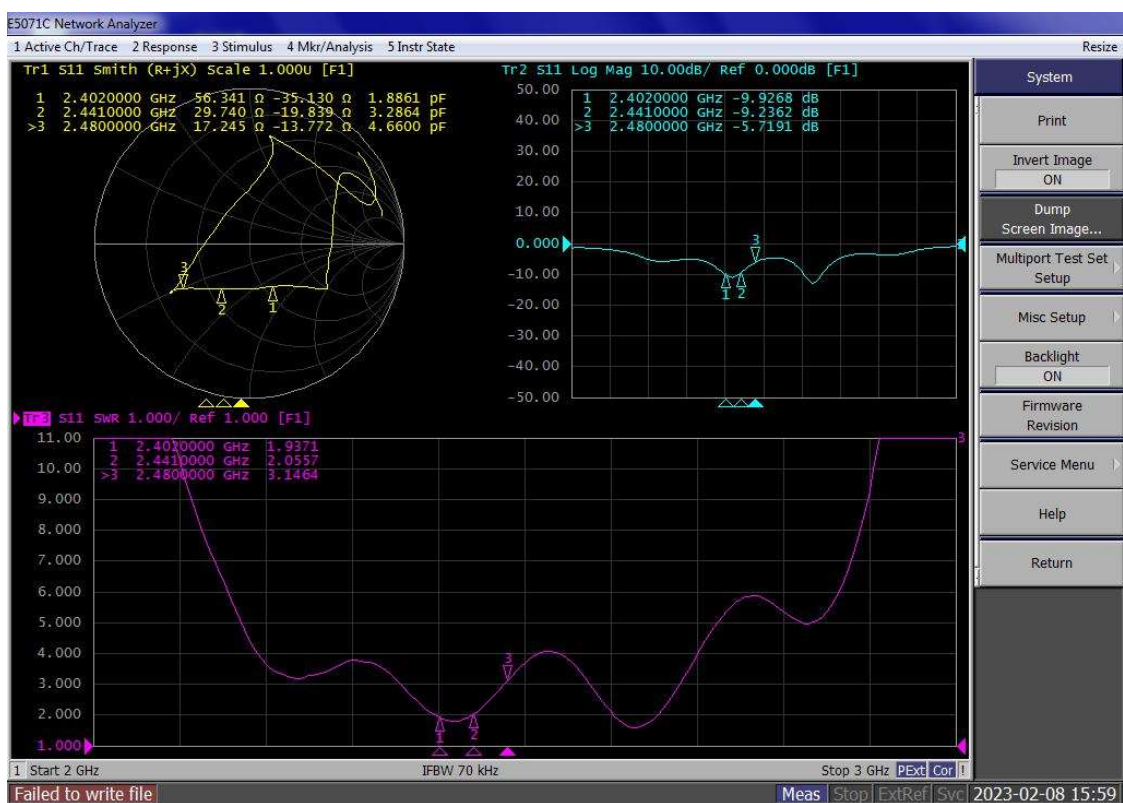 E5071C Network Analyzer
1 Active Ch/Trace 2 Response 3 Stimulus 4 Mkr/Analysis 5 Instr State Resize
Tr1 S11 Smith (R+jX) Scale 1.000U [F1]
1 2.4020000 GHz 56.341 Ω -35.130 Ω 1.8861 pF
2 2.4410000 GHz 29.740 Ω -19.839 Ω 3.2864 pF
>3 2.4800000 GHz 17.245 Ω -13.772 Ω 4.6600 pF
3
2
1
Tr2 S11 Log Mag 10.00dB/ Ref 0.000dB [F1]
50.00
1 2.4020000 GHz -9.9268 dB
2 2.4410000 GHz -9.2362 dB
40.00
>3 2.4800000 GHz -5.7191 dB
30.00
20.00
10.00
0.000
-10.00
-20.00
-30.00
-40.00
-50.00
3
1 2
Tr3 S11 SWR 1.000/ Ref 1.000 [F1]
11.00
1 2.4020000 GHz 1.9371
2 2.4410000 GHz 2.0557
10.00
>3 2.4800000 GHz 3.1464
9.000
8.000
7.000
6.000
5.000
4.000
3.000
2.000
1.000
3
1 2
3
1 Start 2 GHz IFBW 70 kHz Stop 3 GHz PExt Cor !
Failed to write file Meas Stop ExtRef Svc 2023-02-08 15:59
System
Print
Invert Image
ON
Dump
Screen Image...
Multiport Test Set
Setup
Misc Setup
Backlight
ON
Firmware
Revision
Service Menu
Help
Return